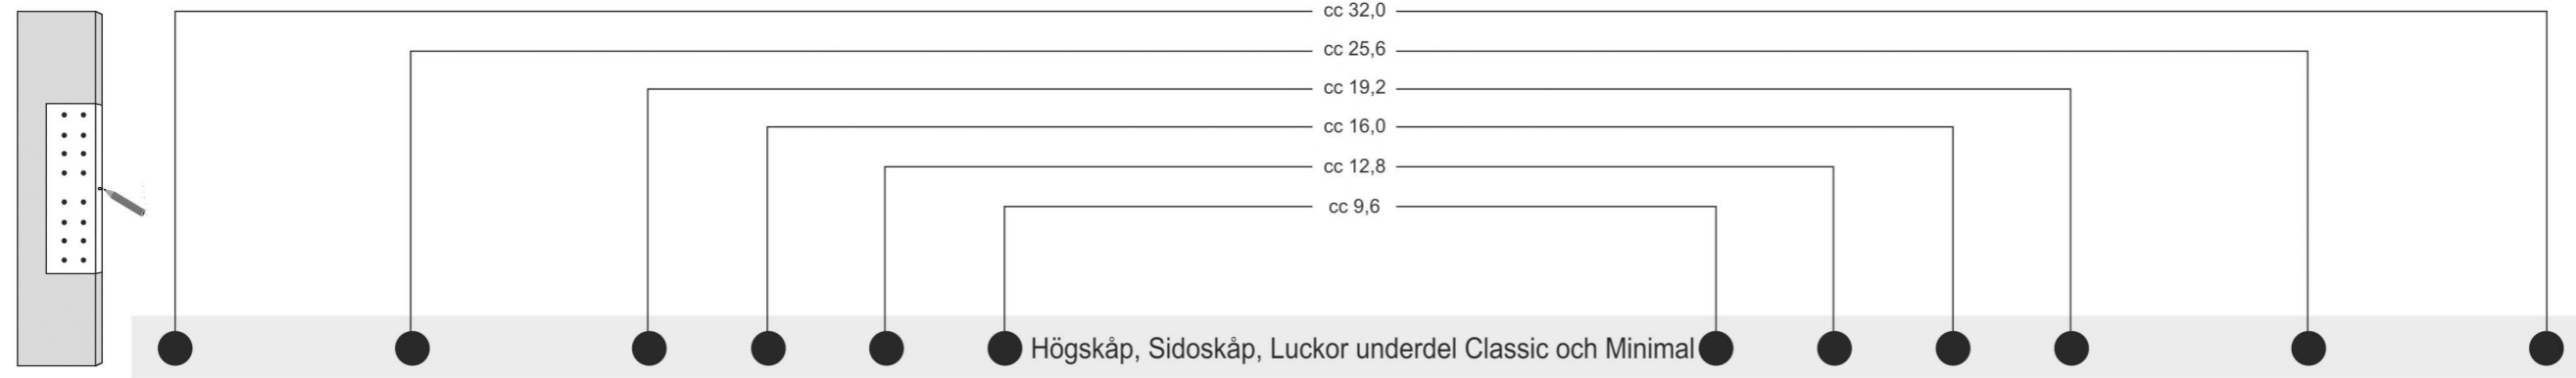 cc 32,0
cc 25,6
cc 19,2
cc 16,0
cc 12,8
cc 9,6
Högskåp, Sidoskåp, Luckor underdel Classic och Minimal